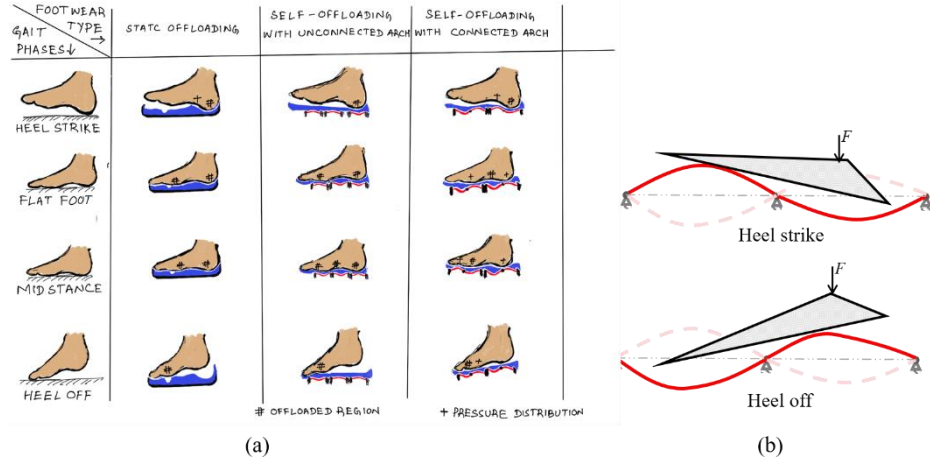 FOOTWEAR
TYPE →
GAIT
PHASES↓
STATC OFFLOADING
SELF-OFFLOADING
WITH UNCONNECTED ARCH
SELF-OFFLOADING
WITH CONNECTED ARCH
HEEL STRIKE
FLAT FOOT
MID STANCE
HEEL OFF
# OFFLOADED REGION
+ PRESSURE DISTRIBUTION
(a)
F
Heel strike
F
Heel off
(b)